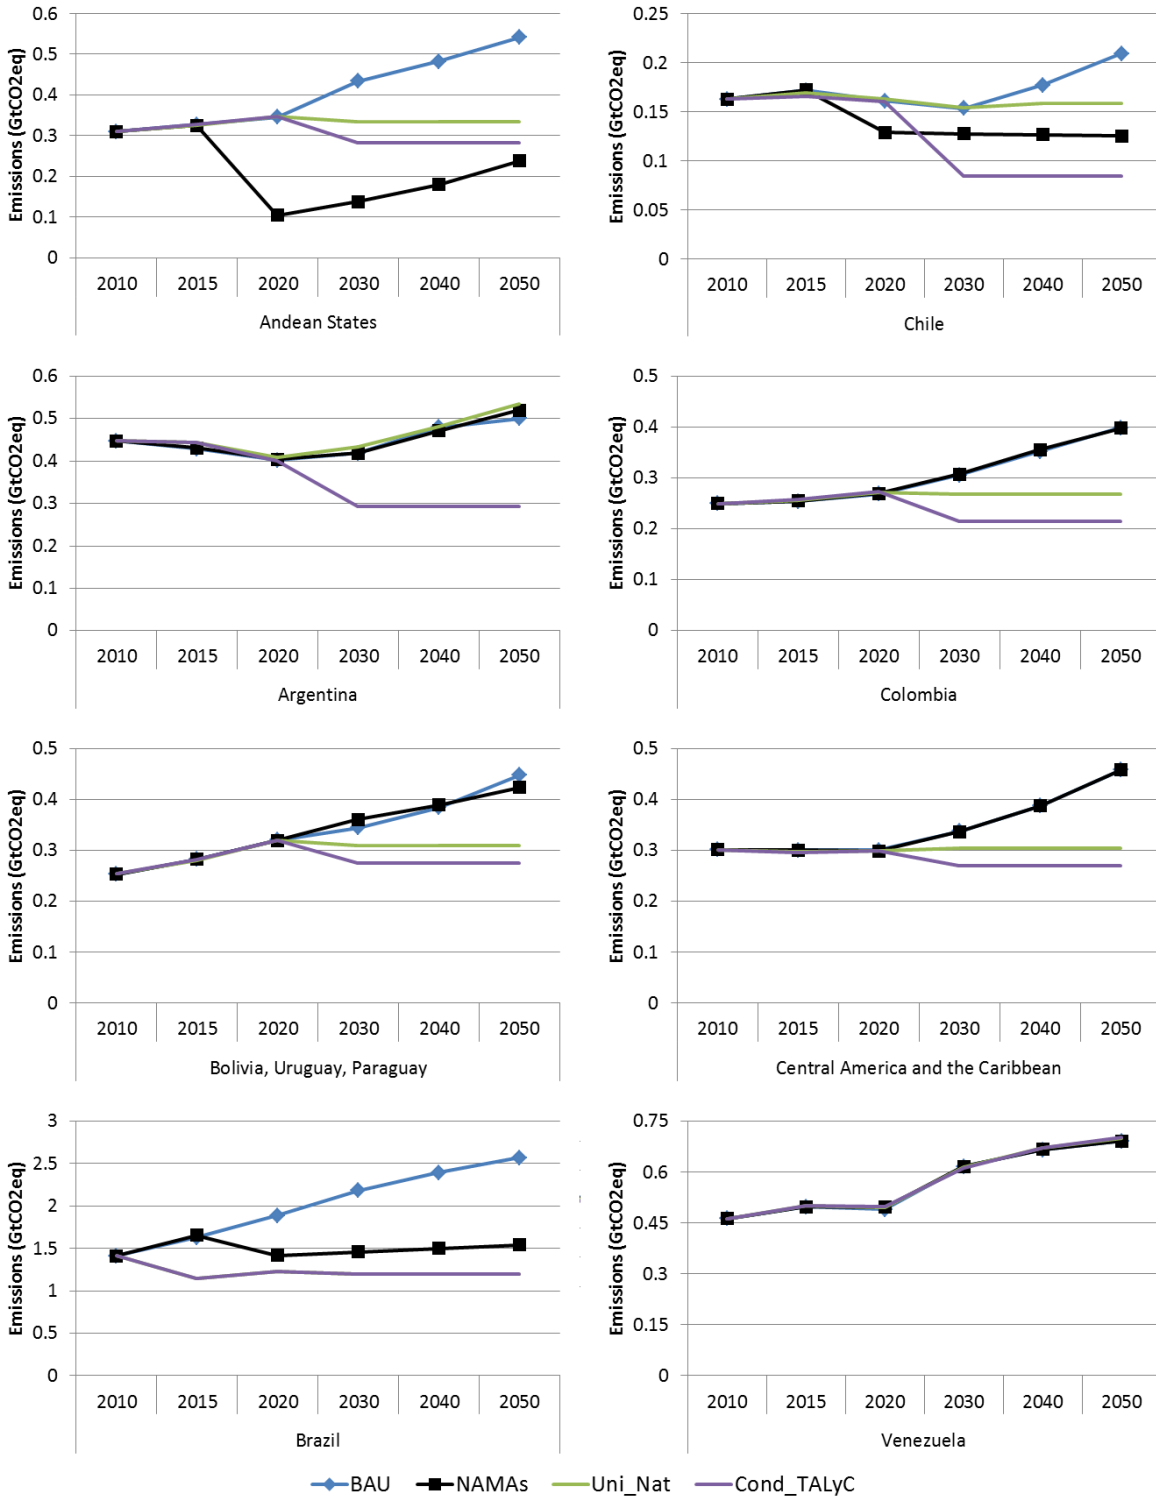 Emissions (GtCO2eq)
0.6
0.5
0.4
0.3
0.2
0.1
0
2010 2015 2020 2030 2040 2050
Andean States
Emissions (GtCO2eq)
0.25
0.2
0.15
0.1
0.05
0
2010 2015 2020 2030 2040 2050
Chile
Emissions (GtCO2eq)
0.6
0.5
0.4
0.3
0.2
0.1
0
2010 2015 2020 2030 2040 2050
Argentina
Emissions (GtCO2eq)
0.5
0.4
0.3
0.2
0.1
0
2010 2015 2020 2030 2040 2050
Colombia
Emissions (GtCO2eq)
0.5
0.4
0.3
0.2
0.1
0
2010 2015 2020 2030 2040 2050
Bolivia, Uruguay, Paraguay
Emissions (GtCO2eq)
0.5
0.4
0.3
0.2
0.1
0
2010 2015 2020 2030 2040 2050
Central America and the Caribbean
Emissions (GtCO2eq)
3
2.5
2
1.5
1
0.5
0
2010 2015 2020 2030 2040 2050
Brazil
Emissions (GtCO2eq)
0.75
0.6
0.45
0.3
0.15
0
2010 2015 2020 2030 2040 2050
Venezuela
BAU NAMAs Uni_Nat Cond_TALyC